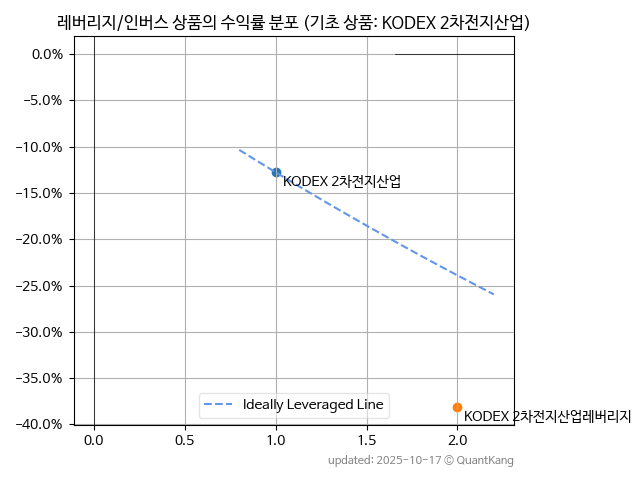 레버리지/인버스 상품의 수익률 분포 (기초 상품: KODEX 2차전지산업)
0.0%
−5.0%
−10.0%
−15.0%
−20.0%
−25.0%
−30.0%
−35.0%
−40.0%
KODEX 2차전지산업
KODEX 2차전지산업레버리지
Ideally Leveraged Line
0.0 0.5 1.0 1.5 2.0
updated: 2025-10-17 © QuantKang